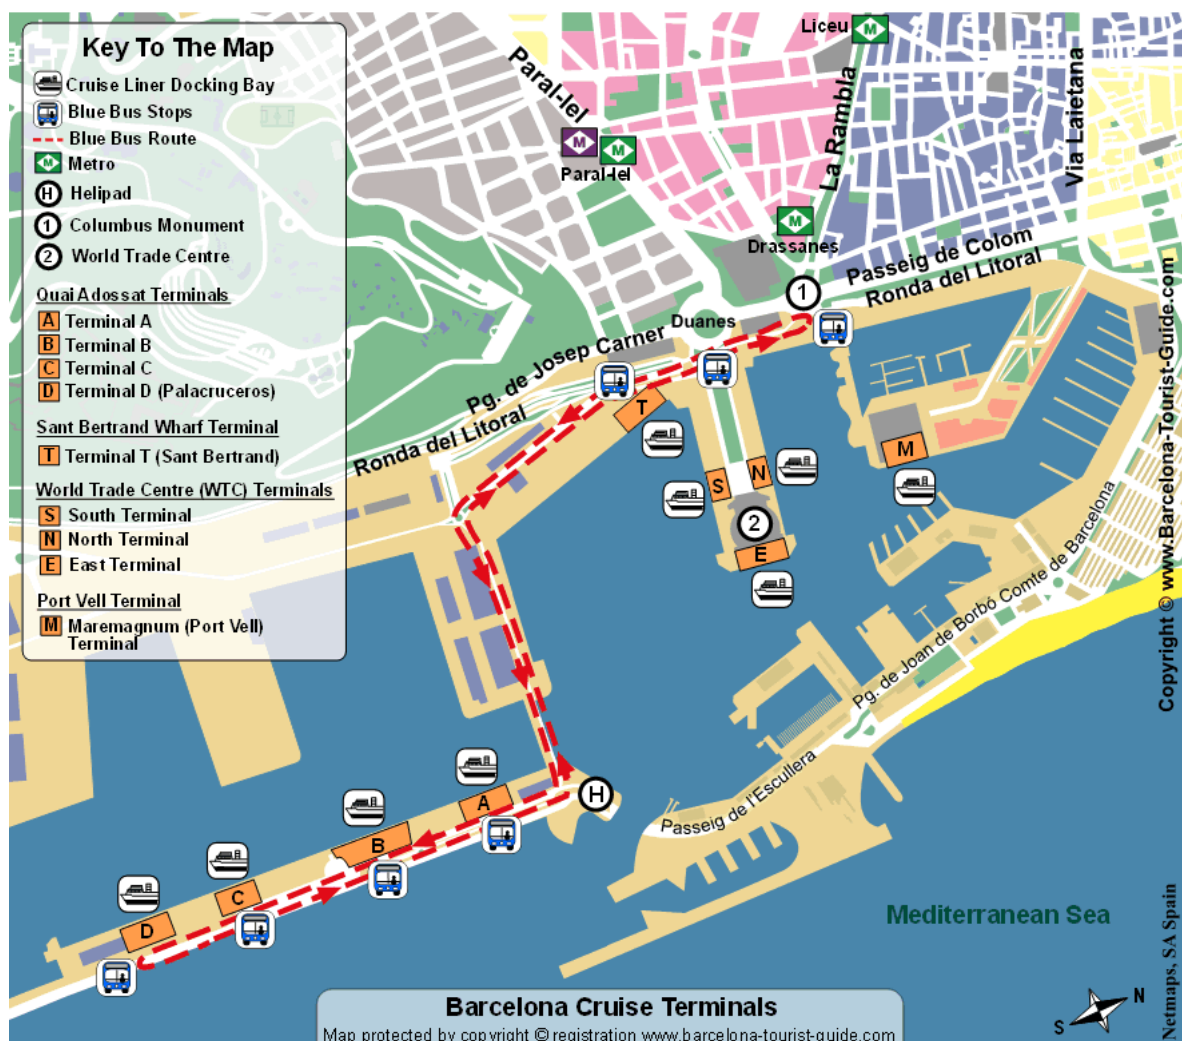 Key To The Map
Cruise Liner Docking Bay
Blue Bus Stops
Blue Bus Route
M Metro
H Helipad
1 Columbus Monument
2 World Trade Centre
Quai Adossat Terminals
A Terminal A
B Terminal B
C Terminal C
D Terminal D (Palacruceros)
Sant Bertrand Wharf Terminal
T Terminal T (Sant Bertrand)
World Trade Centre (WTC) Terminals
S South Terminal
N North Terminal
E East Terminal
Port Vell Terminal
M Maremagnum (Port Vell)
Terminal
Liceu M
Paral-lel
M M
Paral-lel
La Rambla
Via Laietana
M
Drassanes
Passeig de Colom
Ronda del Litoral
1
Duanes
Pg. de Josep Carner
Ronda del Litoral
T
M
S
N
2
E
Pg. de Joan de Borbó Comte de Barcelona
Passeig de l'Escullera
H
A
B
C
D
Mediterranean Sea
Copyright © www.Barcelona-Tourist-Guide.com
Netmaps, SA Spain
N
S
Barcelona Cruise Terminals
Map protected by copyright © registration www.barcelona-tourist-guide.com